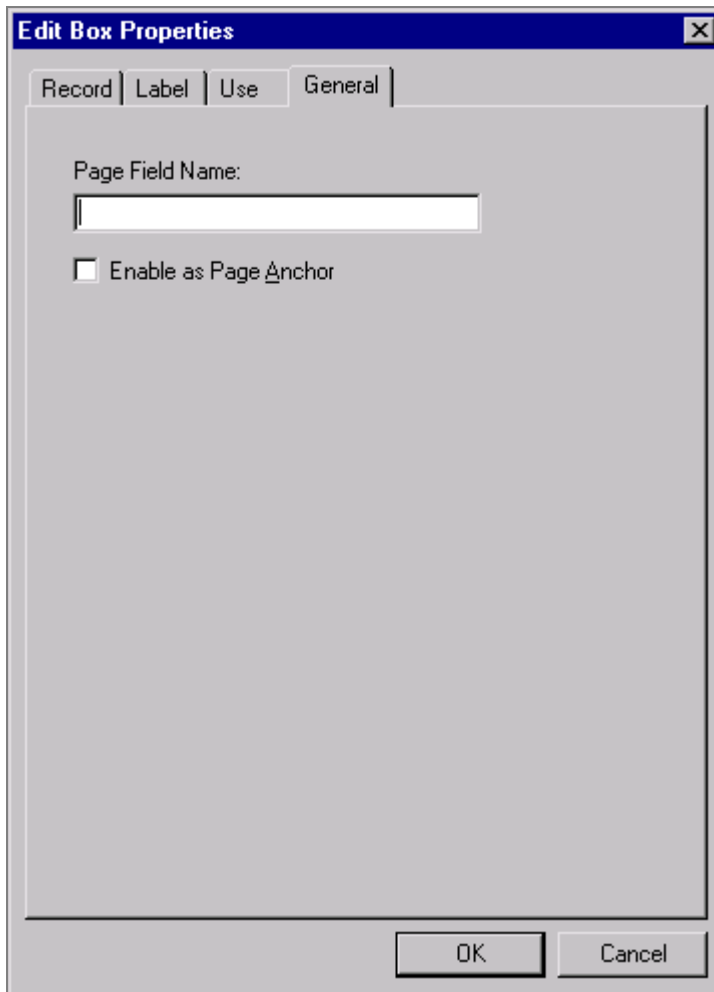 Edit Box Properties
Record Label Use General
Page Field Name:
Enable as Page Anchor
OK Cancel